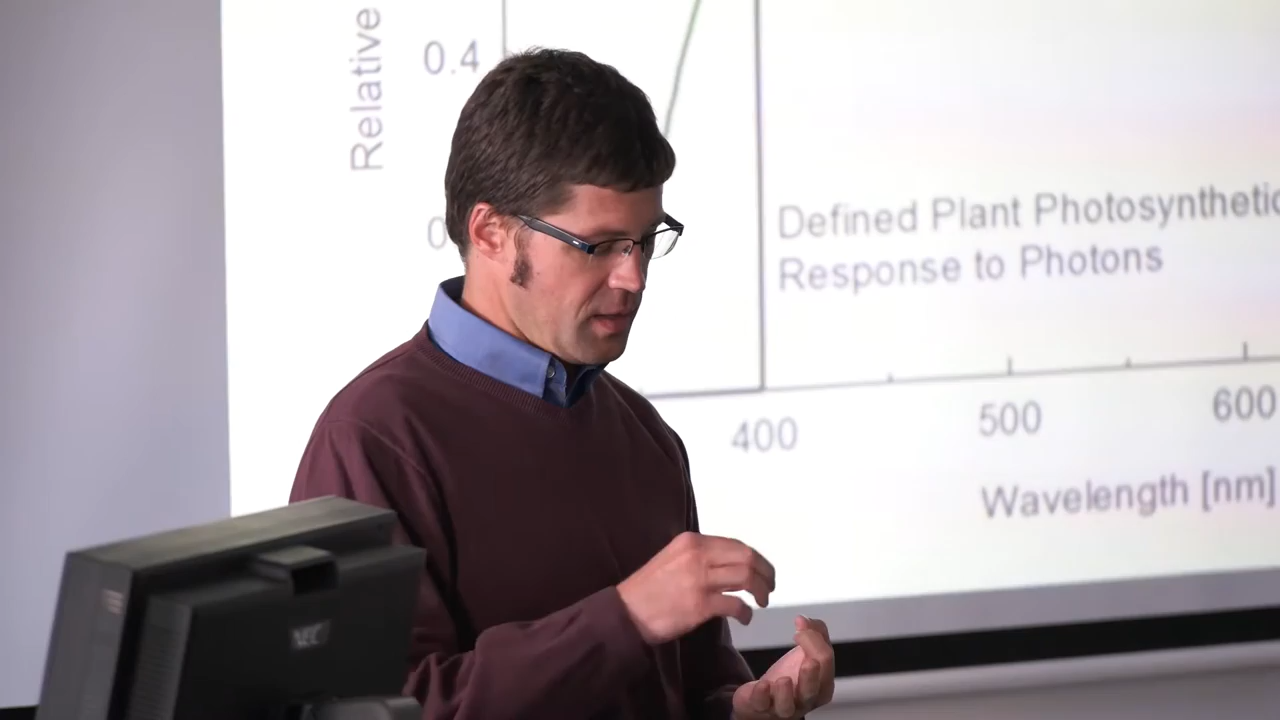 Relative
0.4
Defined Plant Photosynthetic
Response to Photons
400
500
600
Wavelength [nm]
NEC